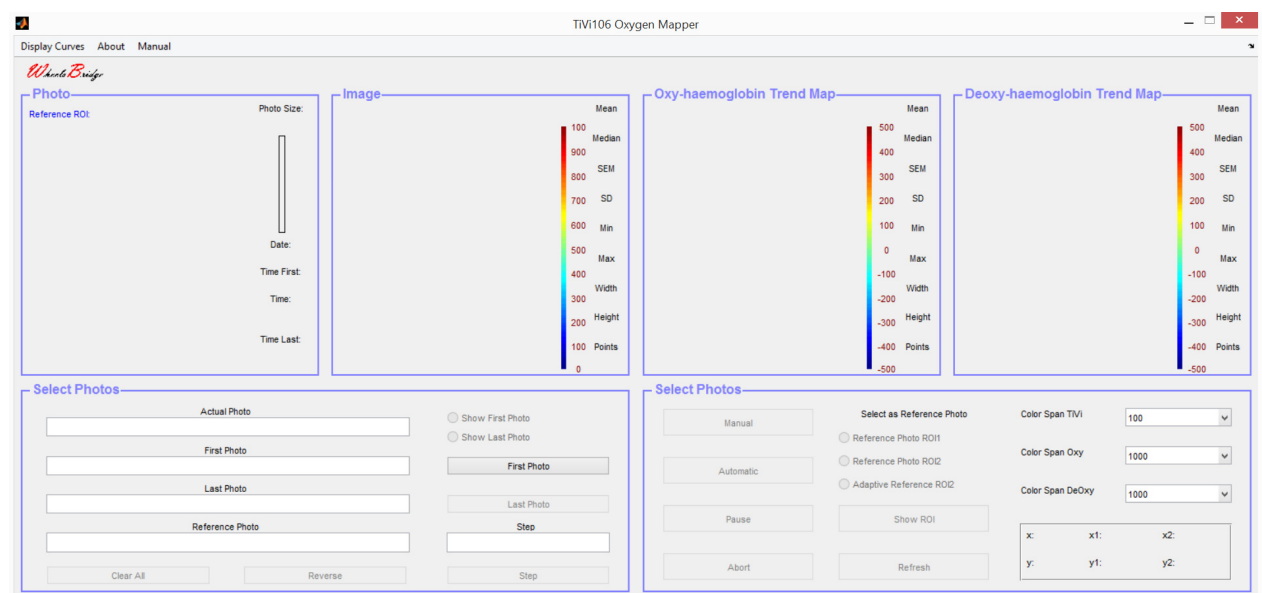 TiVi106 Oxygen Mapper
Display Curves About Manual
WheelsBridge
Photo
Reference ROI:
Photo Size:
Date:
Time First:
Time:
Time Last:
Image
Mean
100
Median
900
SEM
800
SD
700
600
Min
500
Max
400
Width
300
Height
200
100
Points
0
Oxy-haemoglobin Trend Map
Mean
500
Median
400
SEM
300
SD
200
100
Min
0
Max
-100
Width
-200
Height
-300
-400
Points
-500
Deoxy-haemoglobin Trend Map
Mean
500
Median
400
SEM
300
SD
200
100
Min
0
Max
-100
Width
-200
Height
-300
-400
Points
-500
Select Photos
Actual Photo
First Photo
Last Photo
Reference Photo
Clear All
Reverse
Show First Photo
Show Last Photo
First Photo
Last Photo
Step
Step
Select Photos
Manual
Automatic
Pause
Abort
Select as Reference Photo
Reference Photo ROI1
Reference Photo ROI2
Adaptive Reference ROI2
Show ROI
Refresh
Color Span TiVi 100
Color Span Oxy 1000
Color Span DeOxy 1000
x: x1: x2:
y: y1: y2: